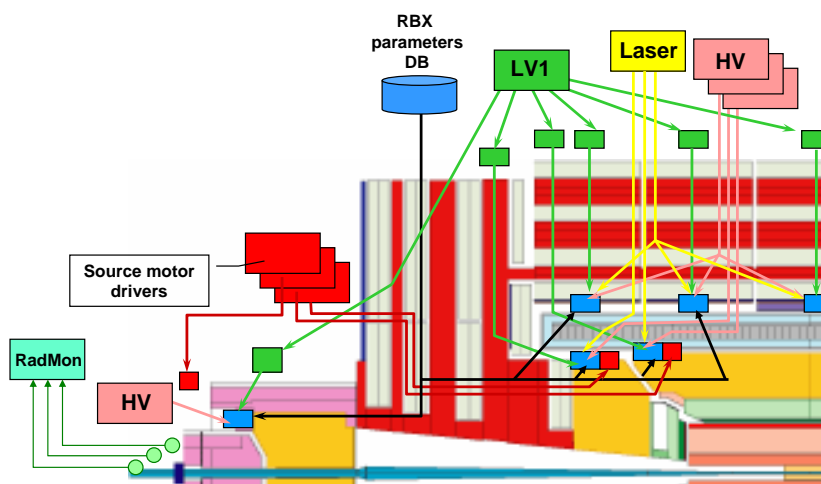 RBX
parameters
DB
LV1
Laser
HV
Source motor
drivers
RadMon
HV